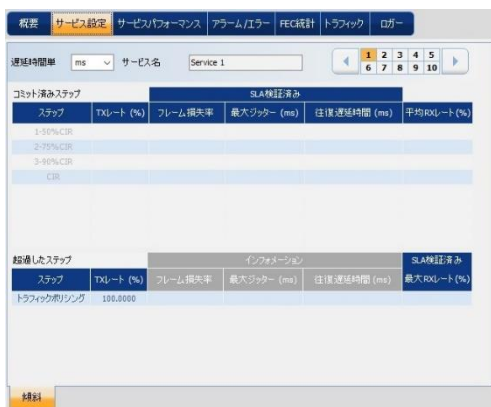 概要 サービス設定 サービスパフォーマンス アラーム/エラー FEC統計 トラフィック ロガー
遅延時間単 ms サービス名 Service 1 1 2 3 4 5
6 7 8 9 10
コミット済みステップ SLA検証済み
ステップ TXレート (%) フレーム損失率 最大ジッター (ms) 往復遅延時間 (ms) 平均RXレート(%)
1-50%CIR
2-75%CIR
3-90%CIR
CIR
超過したステップ インフォメーション SLA検証済み
ステップ TXレート (%) フレーム損失率 最大ジッター (ms) 往復遅延時間 (ms) 最大RXレート(%)
トラフィックポリシング 100.0000
傾斜